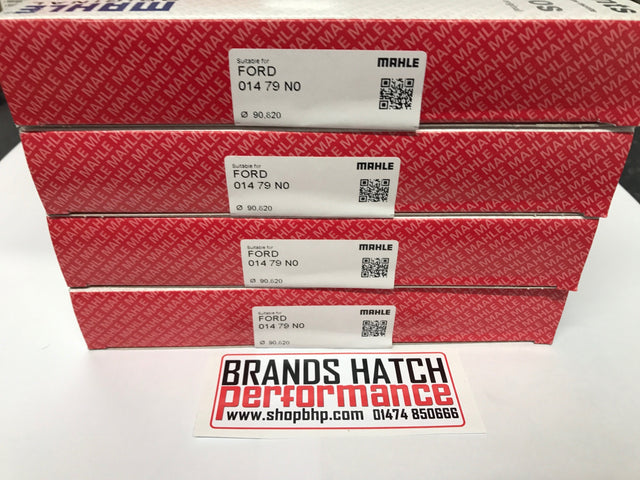 MAHLE
Suitable for
MAHLE
FORD
014 79 N0
Ø 90.820
Suitable for
MAHLE
FORD
014 79 N0
Ø 90.820
Suitable for
MAHLE
FORD
014 79 N0
Ø 90.820
Suitable for
MAHLE
FORD
014 79 N0
Ø 90.820
BRANDS HATCH
performance
www.shopbhp.com 01474 850666